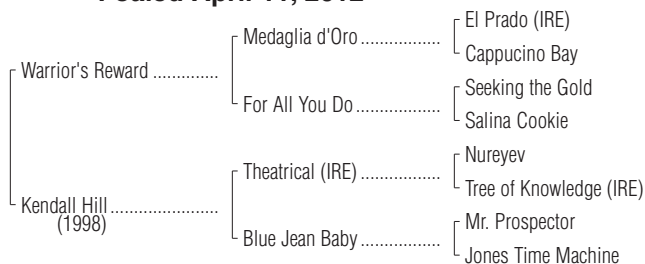 Foaled April 2012
El Prado (IRE)
Medaglia d'Oro .................
Cappucino Bay
Warrior's Reward ..............
Seeking the Gold
For All You Do .................
Salina Cookie
Nureyev
Theatrical (IRE) .................
Tree of Knowledge (IRE)
Kendall Hill .......................
(1998)
Mr. Prospector
Blue Jean Baby .................
Jones Time Machine